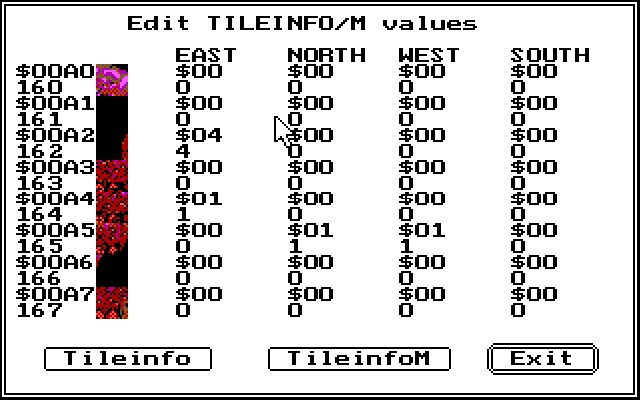 Edit TILEINFO/M values
EAST NORTH WEST SOUTH
$00A0 $00 $00 $00 $00
160 0 0 0 0
$00A1 $00 $00 $00 $00
161 0 0 0 0
$00A2 $04 $00 $00 $00
162 4 0 0 0
$00A3 $00 $00 $00 $00
163 0 0 0 0
$00A4 $01 $00 $00 $00
164 1 0 0 0
$00A5 $00 $01 $01 $00
165 0 1 1 0
$00A6 $00 $00 $00 $00
166 0 0 0 0
$00A7 $00 $00 $00 $00
167 0 0 0 0
Tileinfo TileinfoM Exit